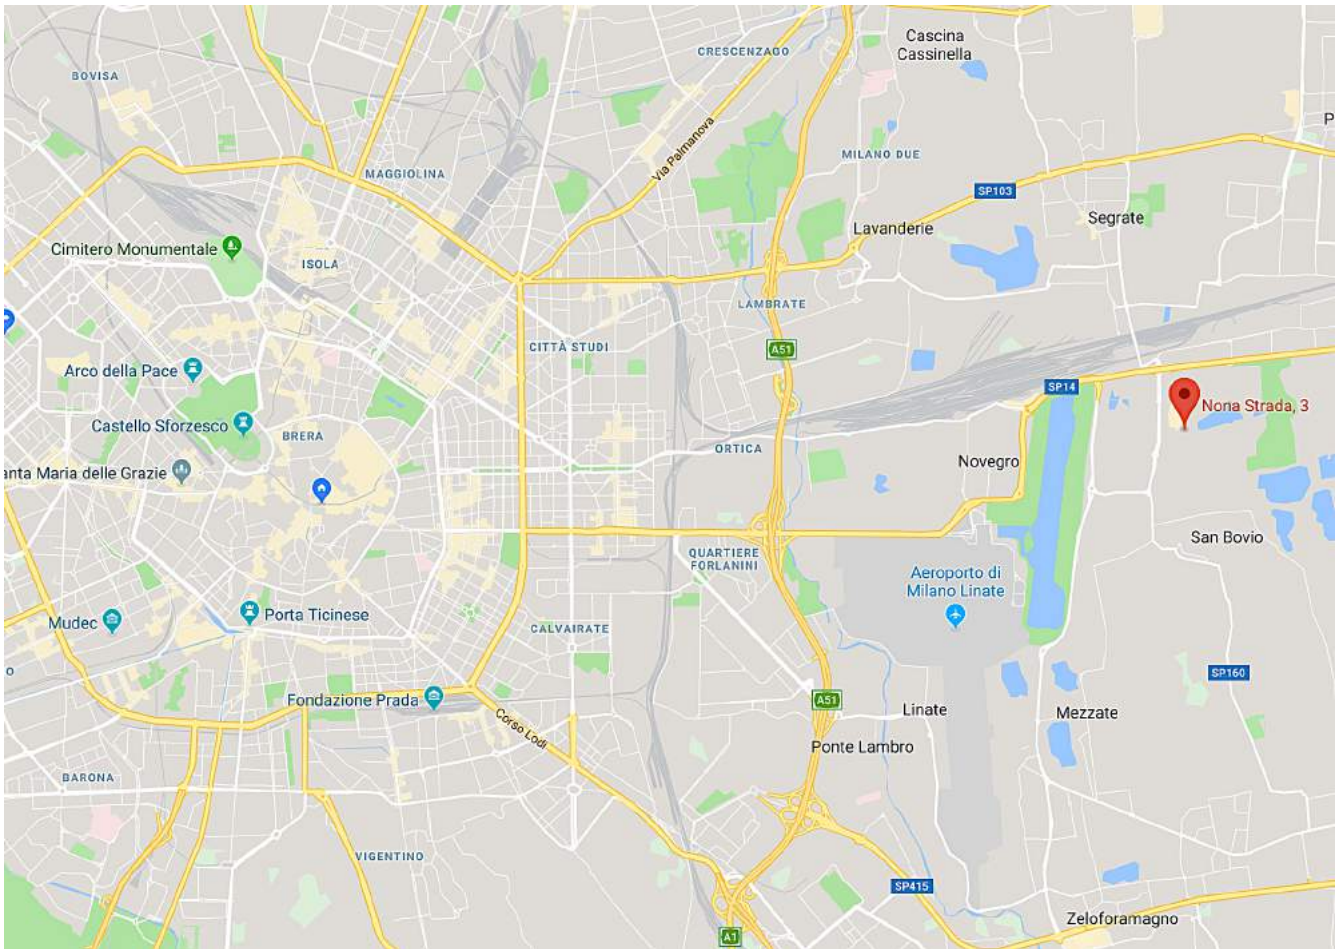 Cascina
Cassinella
CRESCENZAGO
BOVISA
P
Via Palmanova
MILANO DUE
MAGGIOLINA
SP103
Segrate
Lavanderie
Cimitero Monumentale
ISOLA
LAMBRATE
CITTÀ STUDI
A51
Arco della Pace
SP14
Nona Strada, 3
Castello Sforzesco
BRERA
ORTICA
anta Maria delle Grazie
Novegro
San Bovio
QUARTIERE
FORLANINI
Aeroporto di
Milano Linate
Mudec
Porta Ticinese
CALVAIRATE
O
SP160
Fondazione Prada
A51
Linate
Mezzate
Corso Lodi
Ponte Lambro
BARONA
VIGENTINO
SP415
Zeloforamagno
A1